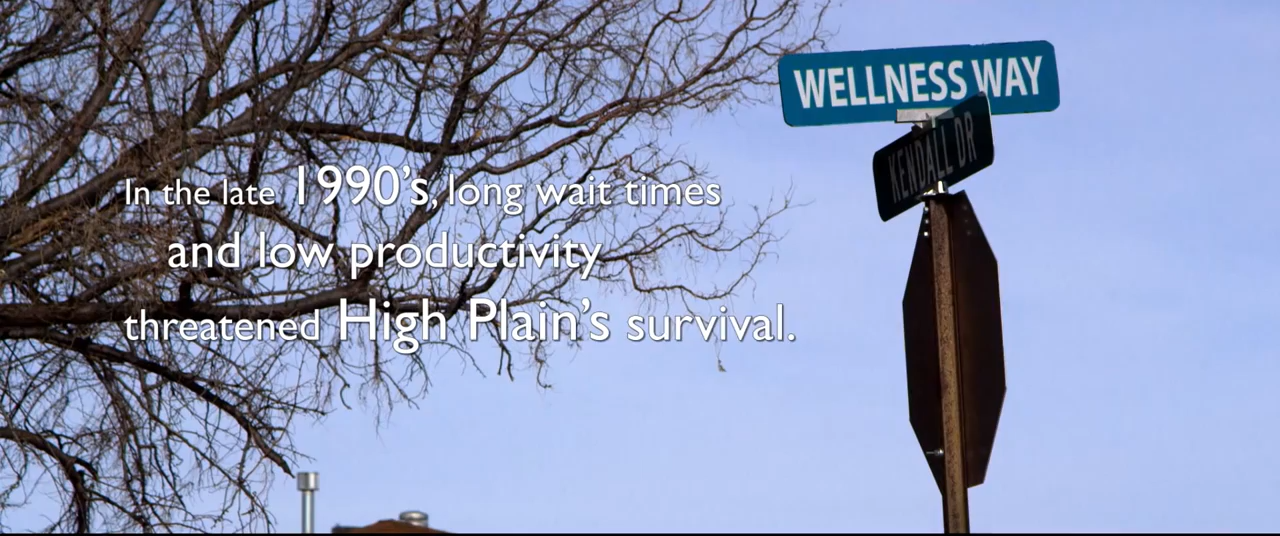 WELLNESS WAY
KENDALL DR
In the late 1990's, long wait times
and low productivity
threatened High Plain's survival.